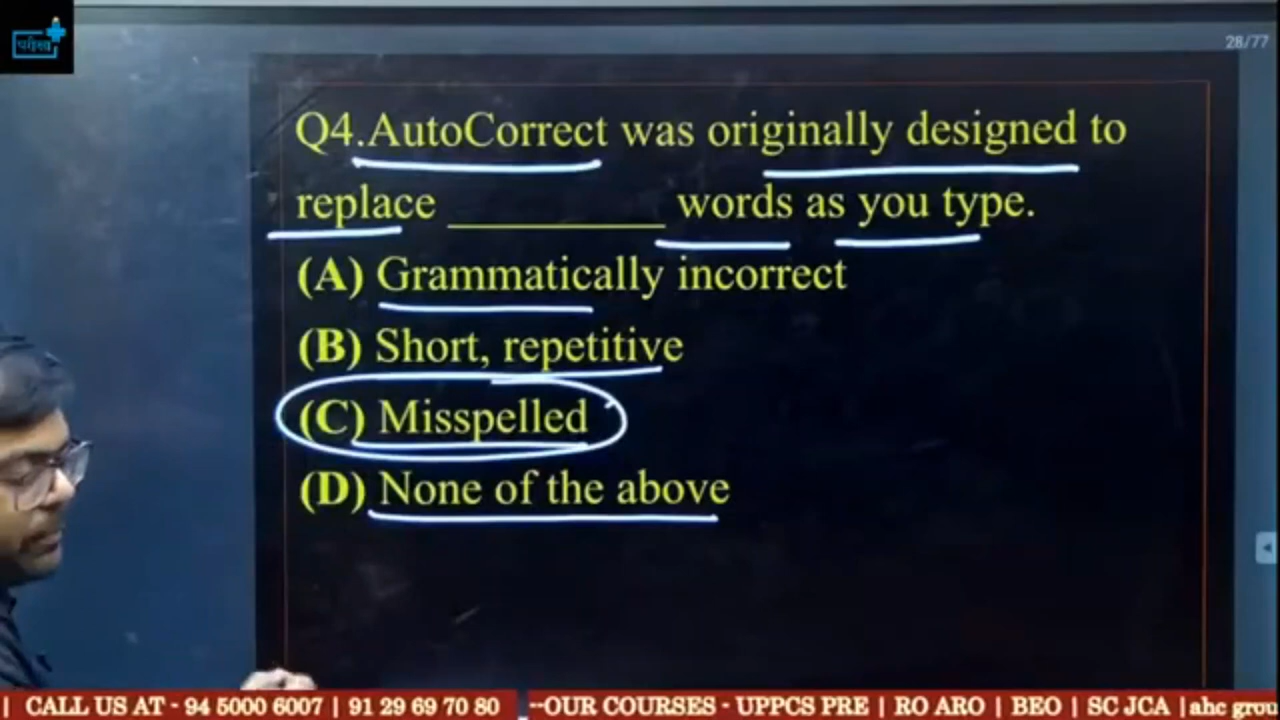 परीक्षा
28/77
Q4.AutoCorrect was originally designed to
replace __________ words as you type.
(A) Grammatically incorrect
(B) Short, repetitive
(C) Misspelled
(D) None of the above
| CALL US AT - 94 5000 6007 | 91 29 69 70 80 --OUR COURSES - UPPCS PRE | RO ARO | BEO | SC JCA |ahc grou